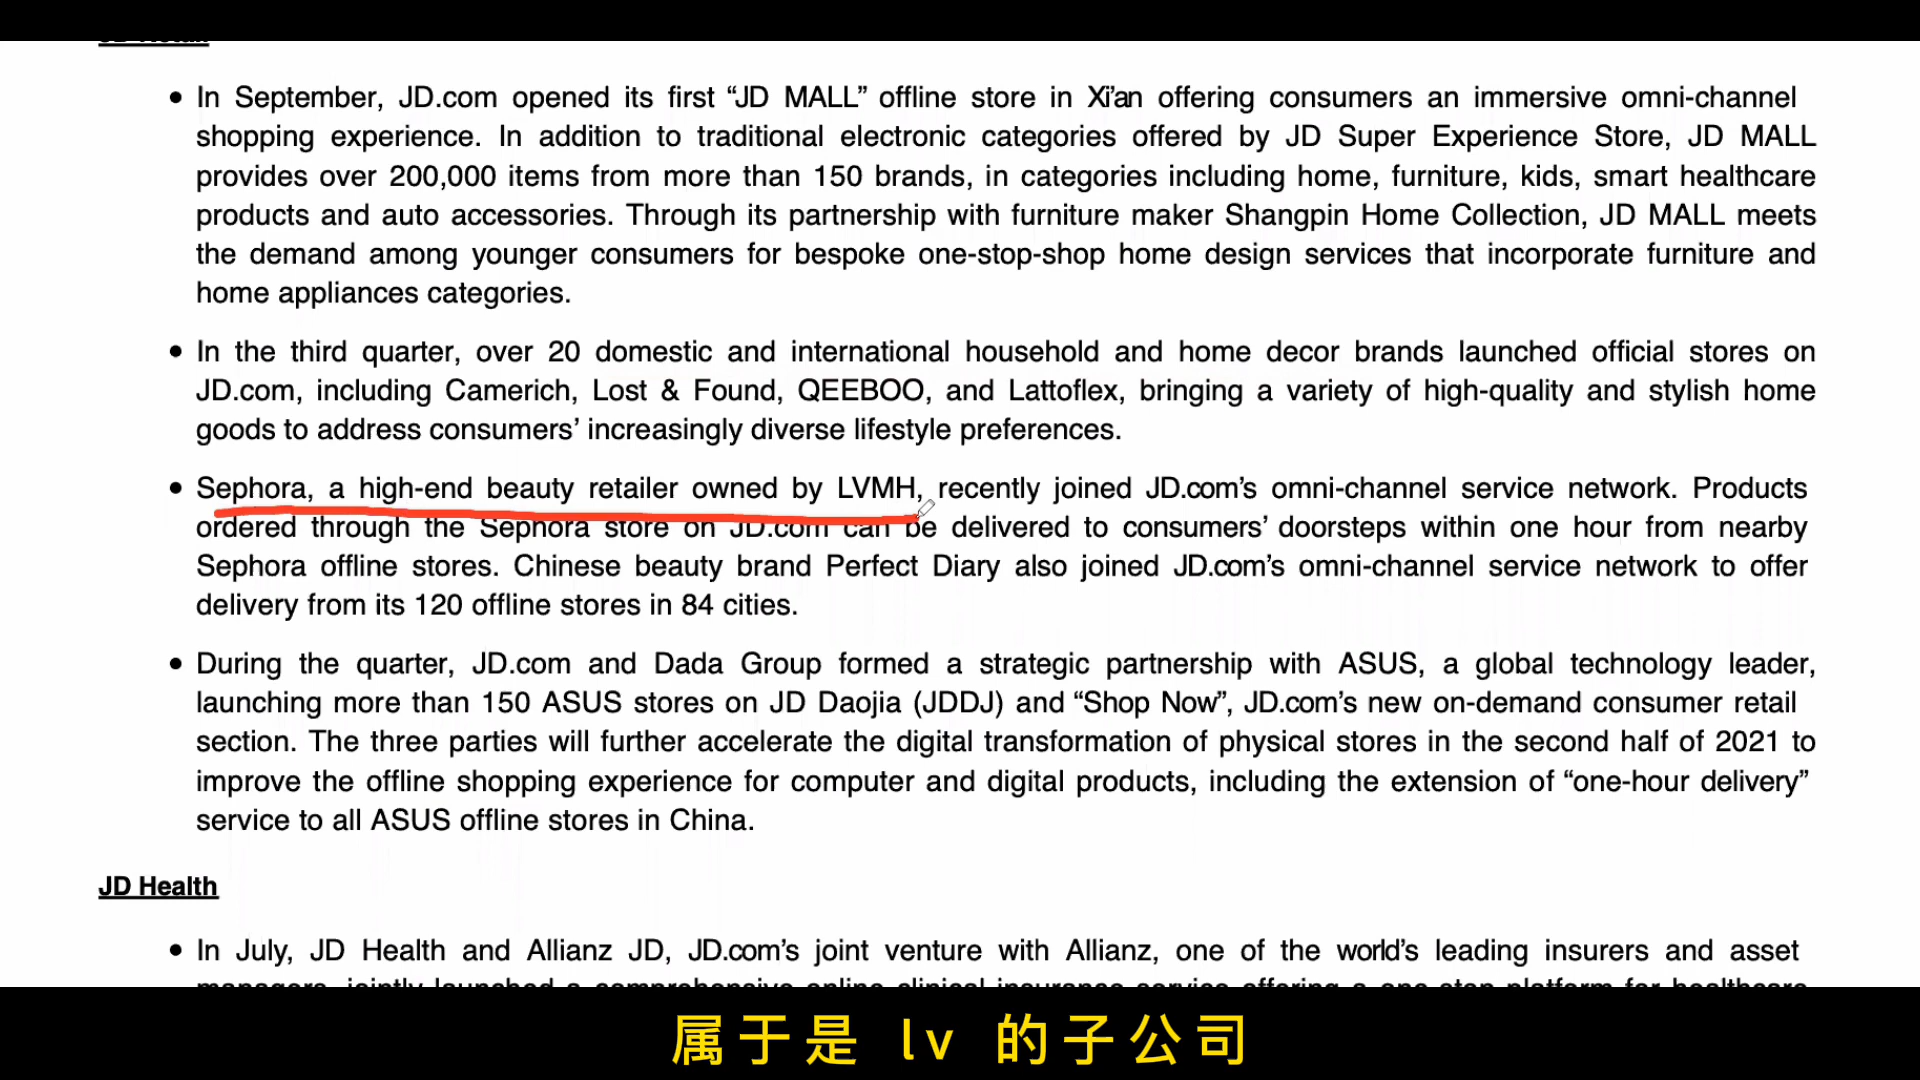 • In September, JD.com opened its first “JD MALL” offline store in Xi’an offering consumers an immersive omni-channel
shopping experience. In addition to traditional electronic categories offered by JD Super Experience Store, JD MALL
provides over 200,000 items from more than 150 brands, in categories including home, furniture, kids, smart healthcare
products and auto accessories. Through its partnership with furniture maker Shangpin Home Collection, JD MALL meets
the demand among younger consumers for bespoke one-stop-shop home design services that incorporate furniture and
home appliances categories.
• In the third quarter, over 20 domestic and international household and home decor brands launched official stores on
JD.com, including Camerich, Lost & Found, QEEBOO, and Lattoflex, bringing a variety of high-quality and stylish home
goods to address consumers’ increasingly diverse lifestyle preferences.
• Sephora, a high-end beauty retailer owned by LVMH, recently joined JD.com’s omni-channel service network. Products
ordered through the Sephora store on JD.com can be delivered to consumers’ doorsteps within one hour from nearby
Sephora offline stores. Chinese beauty brand Perfect Diary also joined JD.com’s omni-channel service network to offer
delivery from its 120 offline stores in 84 cities.
• During the quarter, JD.com and Dada Group formed a strategic partnership with ASUS, a global technology leader,
launching more than 150 ASUS stores on JD Daojia (JDDJ) and “Shop Now”, JD.com’s new on-demand consumer retail
section. The three parties will further accelerate the digital transformation of physical stores in the second half of 2021 to
improve the offline shopping experience for computer and digital products, including the extension of “one-hour delivery”
service to all ASUS offline stores in China.
JD Health
• In July, JD Health and Allianz JD, JD.com’s joint venture with Allianz, one of the world’s leading insurers and asset
managers, jointly launched a comprehensive online clinical insurance service offering a one-stop platform for healthcare
属于是 lv 的子公司